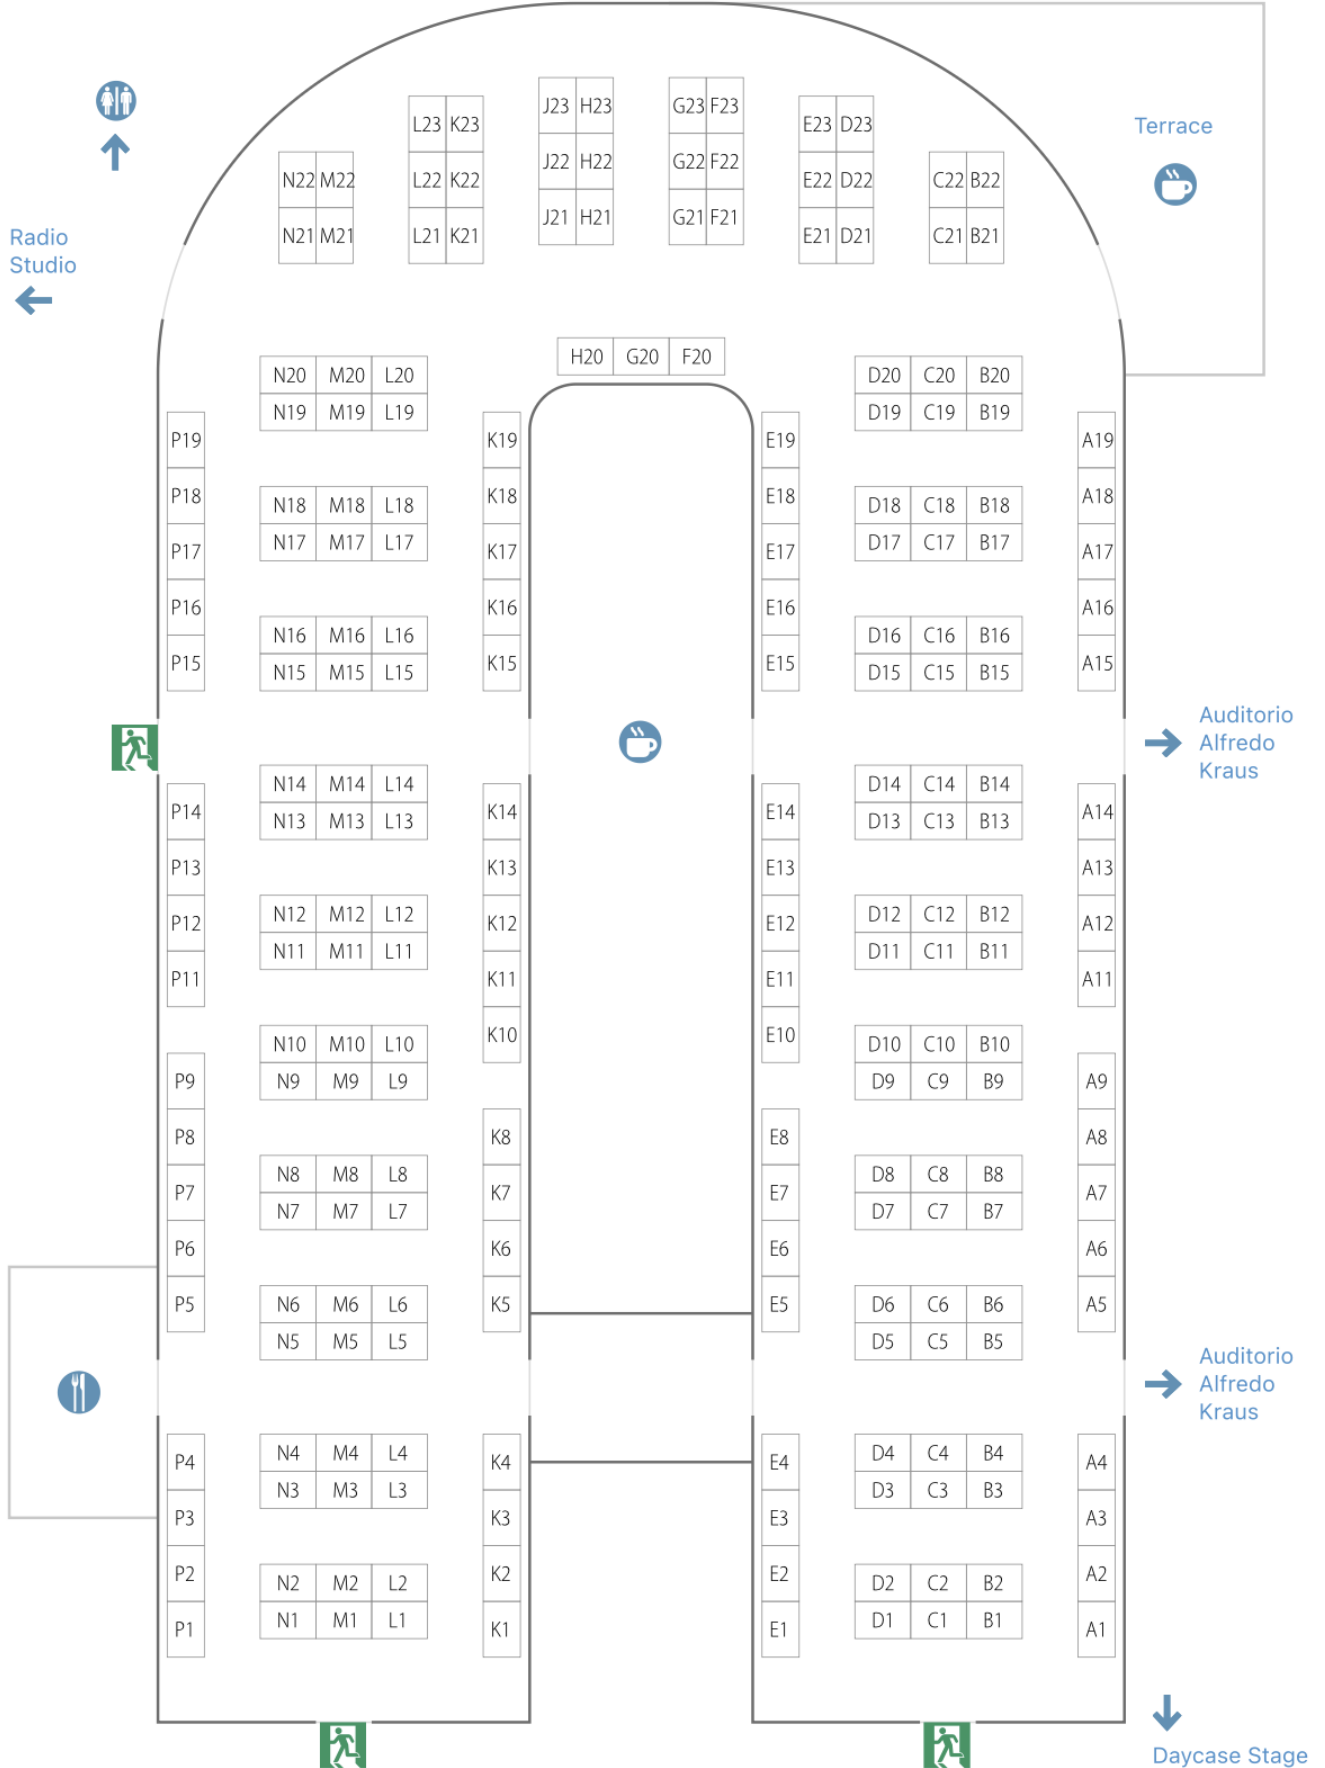 J23 H23 G23 F23
L23 K23 E23 D23
Terrace
J22 H22 G22 F22
N22 M22 L22 K22 E22 D22 C22 B22
J21 H21 G21 F21
N21 M21 L21 K21 E21 D21 C21 B21
Radio
Studio
H20 G20 F20
N20 M20 L20 D20 C20 B20
N19 M19 L19 D19 C19 B19
P19 K19 E19 A19
P18 K18 E18 A18
N18 M18 L18 D18 C18 B18
N17 M17 L17 D17 C17 B17
P17 K17 E17 A17
P16 K16 E16 A16
N16 M16 L16 D16 C16 B16
P15 K15 E15 A15
N15 M15 L15 D15 C15 B15
Auditorio
Alfredo
Kraus
N14 M14 L14 D14 C14 B14
P14 K14 E14 A14
N13 M13 L13 D13 C13 B13
P13 K13 E13 A13
N12 M12 L12 D12 C12 B12
P12 K12 E12 A12
N11 M11 L11 D11 C11 B11
P11 K11 E11 A11
K10 E10
N10 M10 L10 D10 C10 B10
P9 N9 M9 L9 D9 C9 B9 A9
P8 K8 E8 A8
N8 M8 L8 D8 C8 B8
P7 K7 E7 A7
N7 M7 L7 D7 C7 B7
P6 K6 E6 A6
P5 N6 M6 L6 K5 E5 D6 C6 B6 A5
N5 M5 L5 D5 C5 B5
Auditorio
Alfredo
Kraus
N4 M4 L4 D4 C4 B4
P4 K4 E4 A4
N3 M3 L3 D3 C3 B3
P3 K3 E3 A3
P2 K2 E2 A2
N2 M2 L2 D2 C2 B2
N1 M1 L1 D1 C1 B1
P1 K1 E1 A1
Daycase Stage